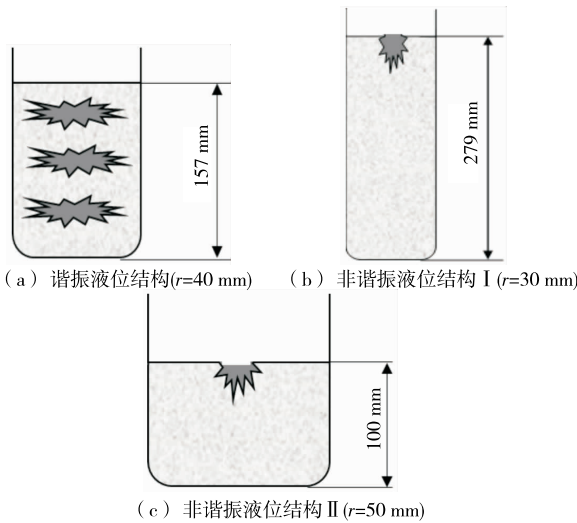 157 mm
279 mm
(a) 谐振液位结构(r=40 mm)
(b) 非谐振液位结构Ⅰ(r=30 mm)
100 mm
(c) 非谐振液位结构Ⅱ(r=50 mm)